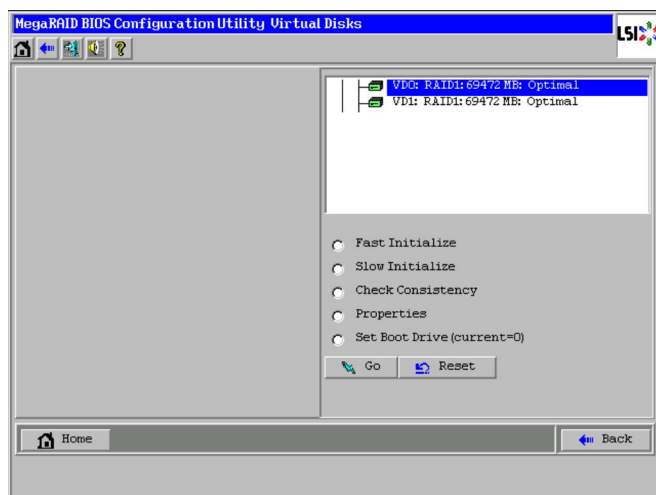 MegaRAID BIOS Configuration Utility Virtual Disks
LSI
?
VD0: RAID1: 69472 MB: Optimal
VD1: RAID1: 69472 MB: Optimal
Fast Initialize
Slow Initialize
Check Consistency
Properties
Set Boot Drive (current=0)
Go
Reset
Home
Back